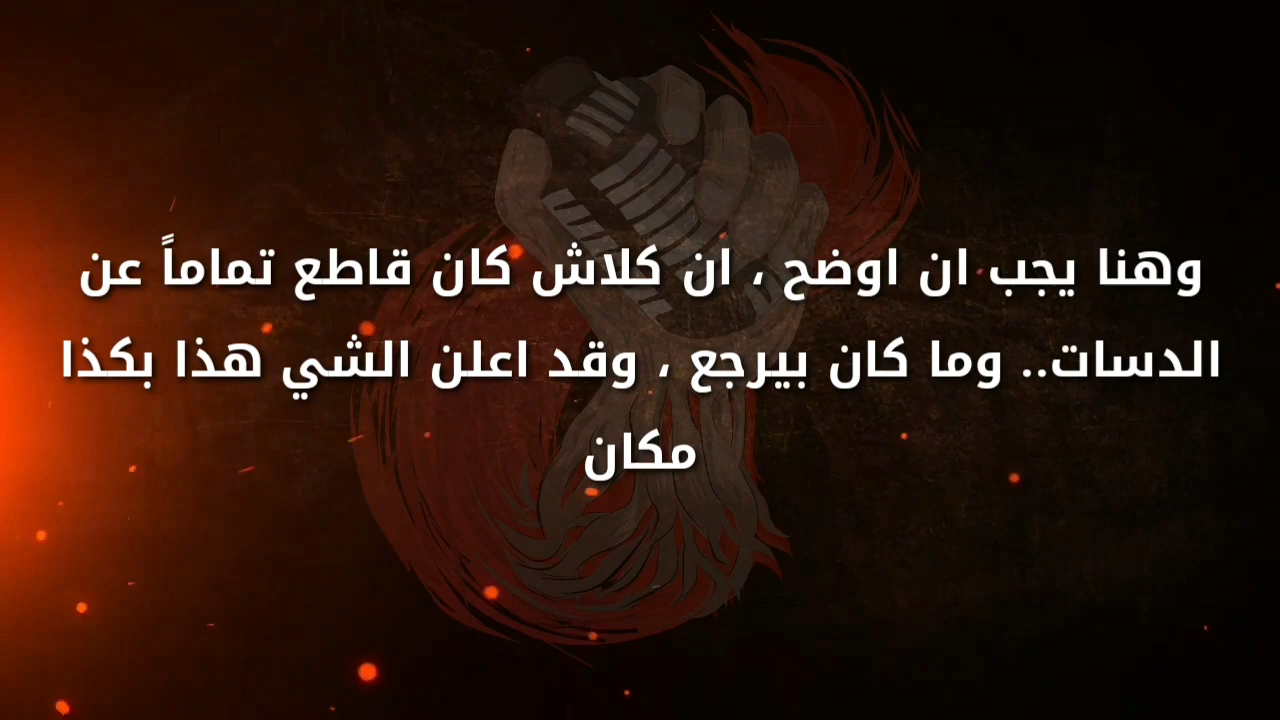 وهنا يجب ان اوضح ، ان كلاش كان قاطع تماماً عن
الدسات.. وما كان بيرجع ، وقد اعلن الشي هذا بكذا
مكان